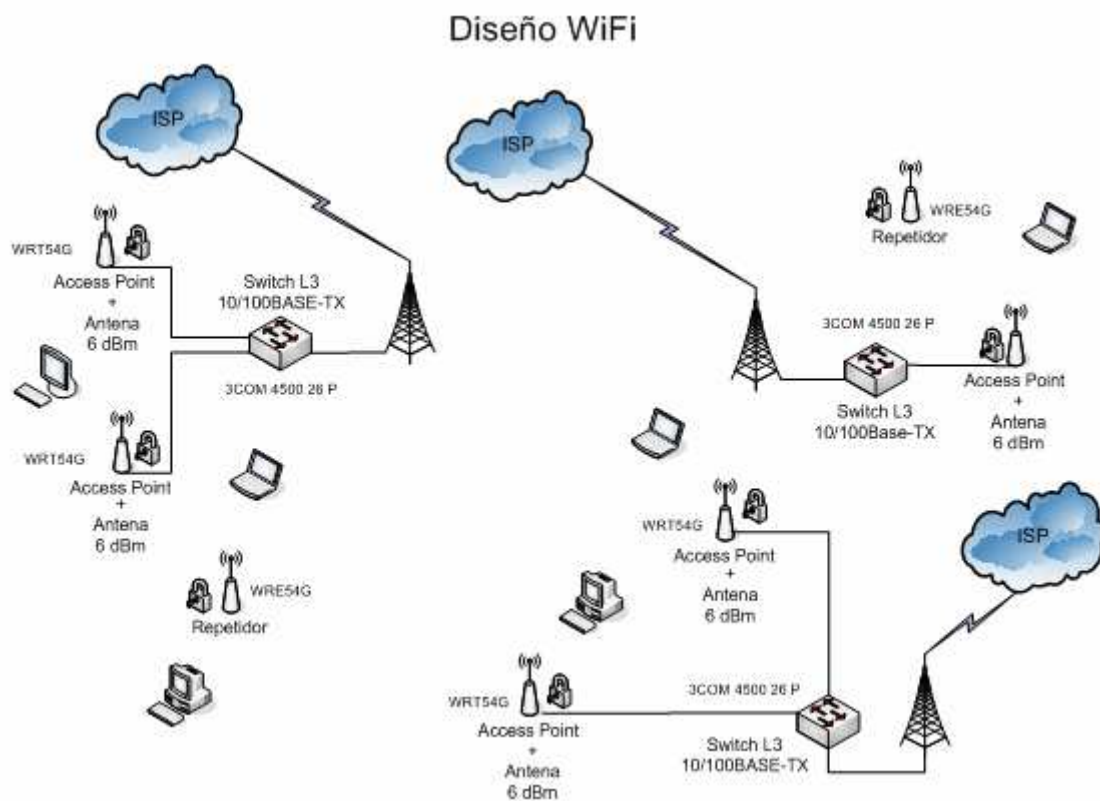 Diseño WiFi
ISP
WRT54G
Access Point
+
Antena
6 dBm
Switch L3
10/100BASE-TX
3COM 4500 26 P
WRT54G
Access Point
+
Antena
6 dBm
WRE54G
Repetidor
ISP
WRE54G
Repetidor
3COM 4500 26 P
Switch L3
10/100Base-TX
Access Point
+
Antena
6 dBm
ISP
WRT54G
Access Point
+
Antena
6 dBm
WRT54G
Access Point
+
Antena
6 dBm
3COM 4500 26 P
Switch L3
10/100BASE-TX